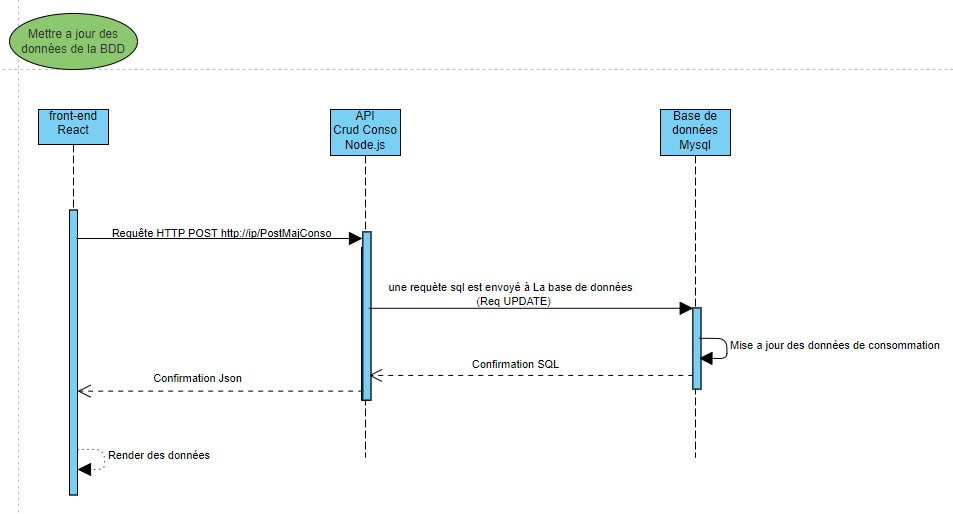 Mettre a jour des
données de la BDD
front-end
React
API
Crud Conso
Node.js
Base de
données
Mysql
Requête HTTP POST http://ip/PostMajConso
une requète sql est envoyé à La base de données
(Req UPDATE)
Mise a jour des données de consommation
Confirmation SQL
Confirmation Json
Render des données